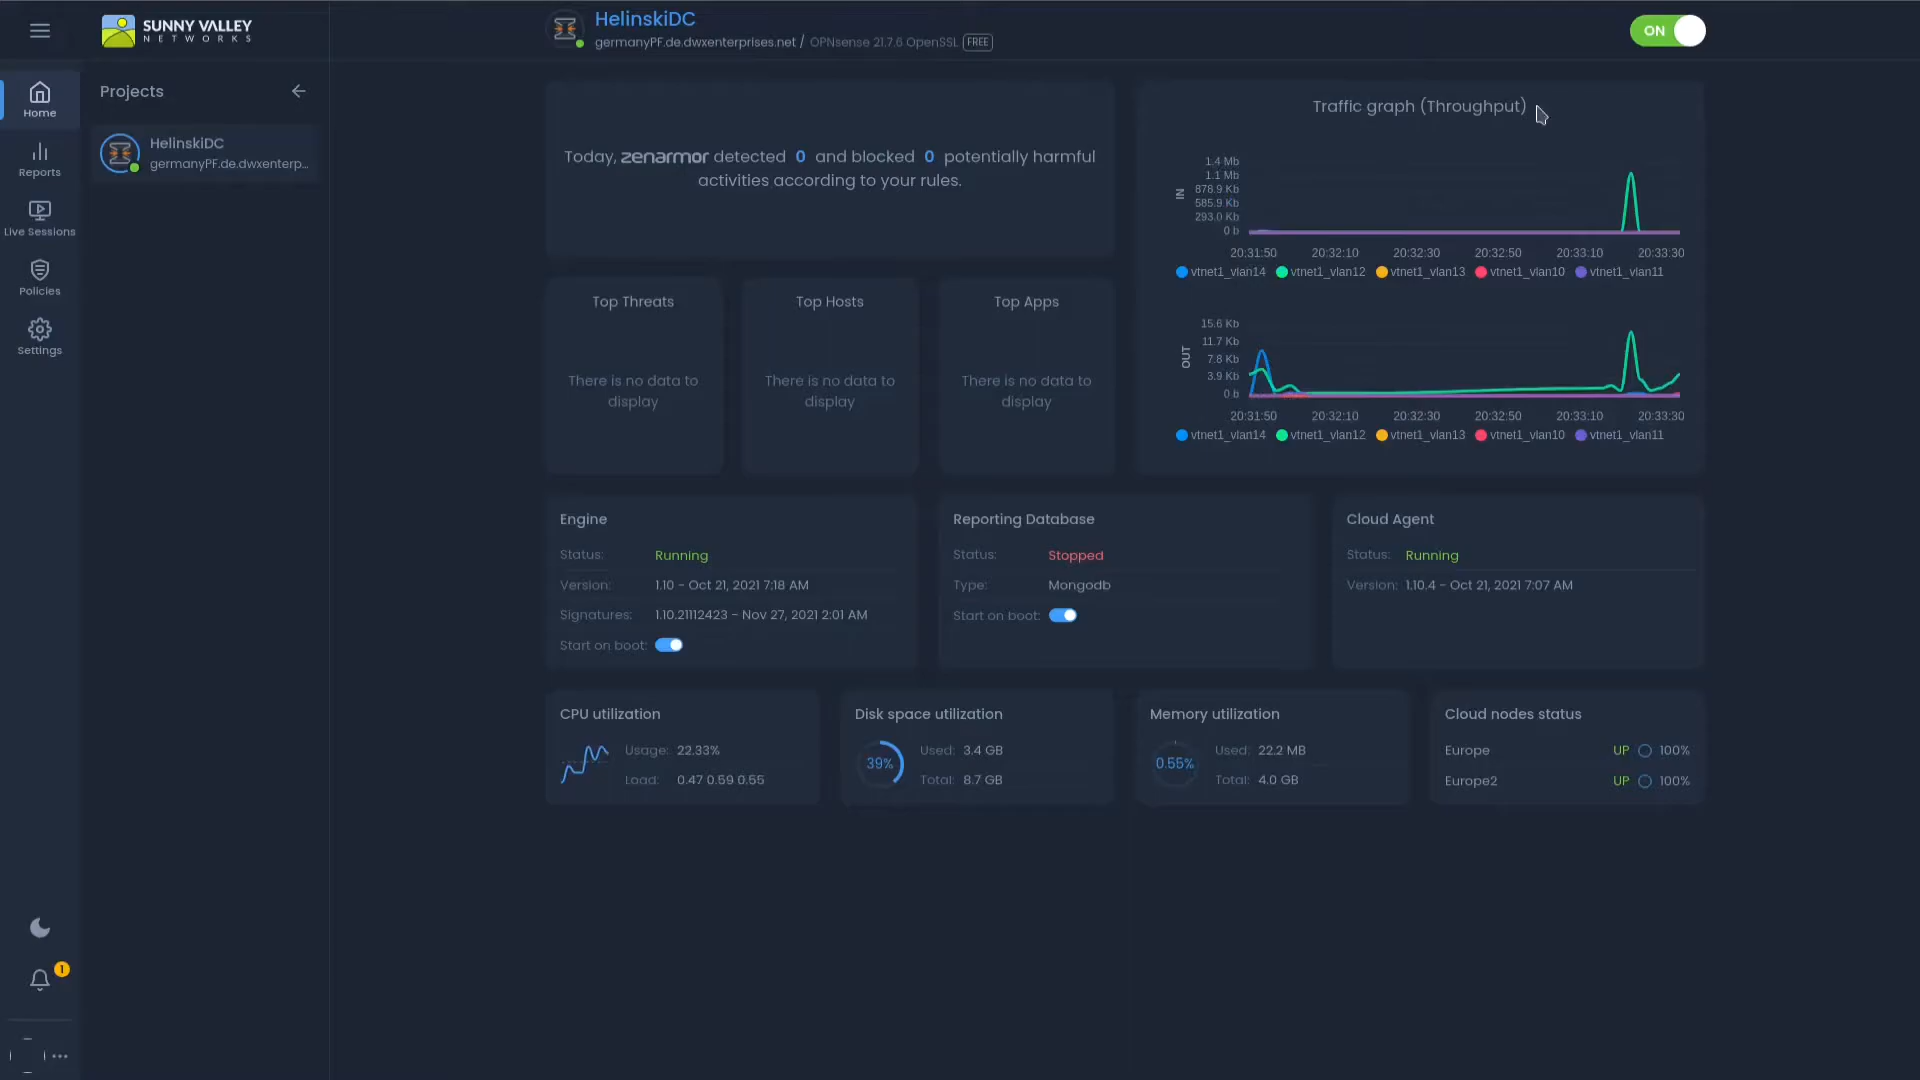 SUNNY VALLEY
NETWORKS
HelinskiDC
germanyPF.de.dwxenterprises.net / OPNsense 21.7.6 OpenSSL FREE
ON
Home
Reports
Live Sessions
Policies
Settings
1
Projects
HelinskiDC
germanyPF.de.dwxenterp...
Today, zenarmor detected 0 and blocked 0 potentially harmful
activities according to your rules.
Traffic graph (Throughput)
IN
1.4 Mb
1.1 Mb
878.9 Kb
585.9 Kb
293.0 Kb
0 b
20:31:50 20:32:10 20:32:30 20:32:50 20:33:10 20:33:30
vtnet1_vlan14 vtnet1_vlan12 vtnet1_vlan13 vtnet1_vlan10 vtnet1_vlan11
OUT
15.6 Kb
11.7 Kb
7.8 Kb
3.9 Kb
0 b
20:31:50 20:32:10 20:32:30 20:32:50 20:33:10 20:33:30
vtnet1_vlan14 vtnet1_vlan12 vtnet1_vlan13 vtnet1_vlan10 vtnet1_vlan11
Top Threats
There is no data to
display
Top Hosts
There is no data to
display
Top Apps
There is no data to
display
Engine
Status: Running
Version: 1.10 - Oct 21, 2021 7:18 AM
Signatures: 1.10.21112423 - Nov 27, 2021 2:01 AM
Start on boot:
Reporting Database
Status: Stopped
Type: Mongodb
Start on boot:
Cloud Agent
Status: Running
Version: 1.10.4 - Oct 21, 2021 7:07 AM
CPU utilization
Usage: 22.33%
Load: 0.47 0.59 0.55
Disk space utilization
39%
Used: 3.4 GB
Total: 8.7 GB
Memory utilization
0.55%
Used: 22.2 MB
Total: 4.0 GB
Cloud nodes status
Europe UP 100%
Europe2 UP 100%